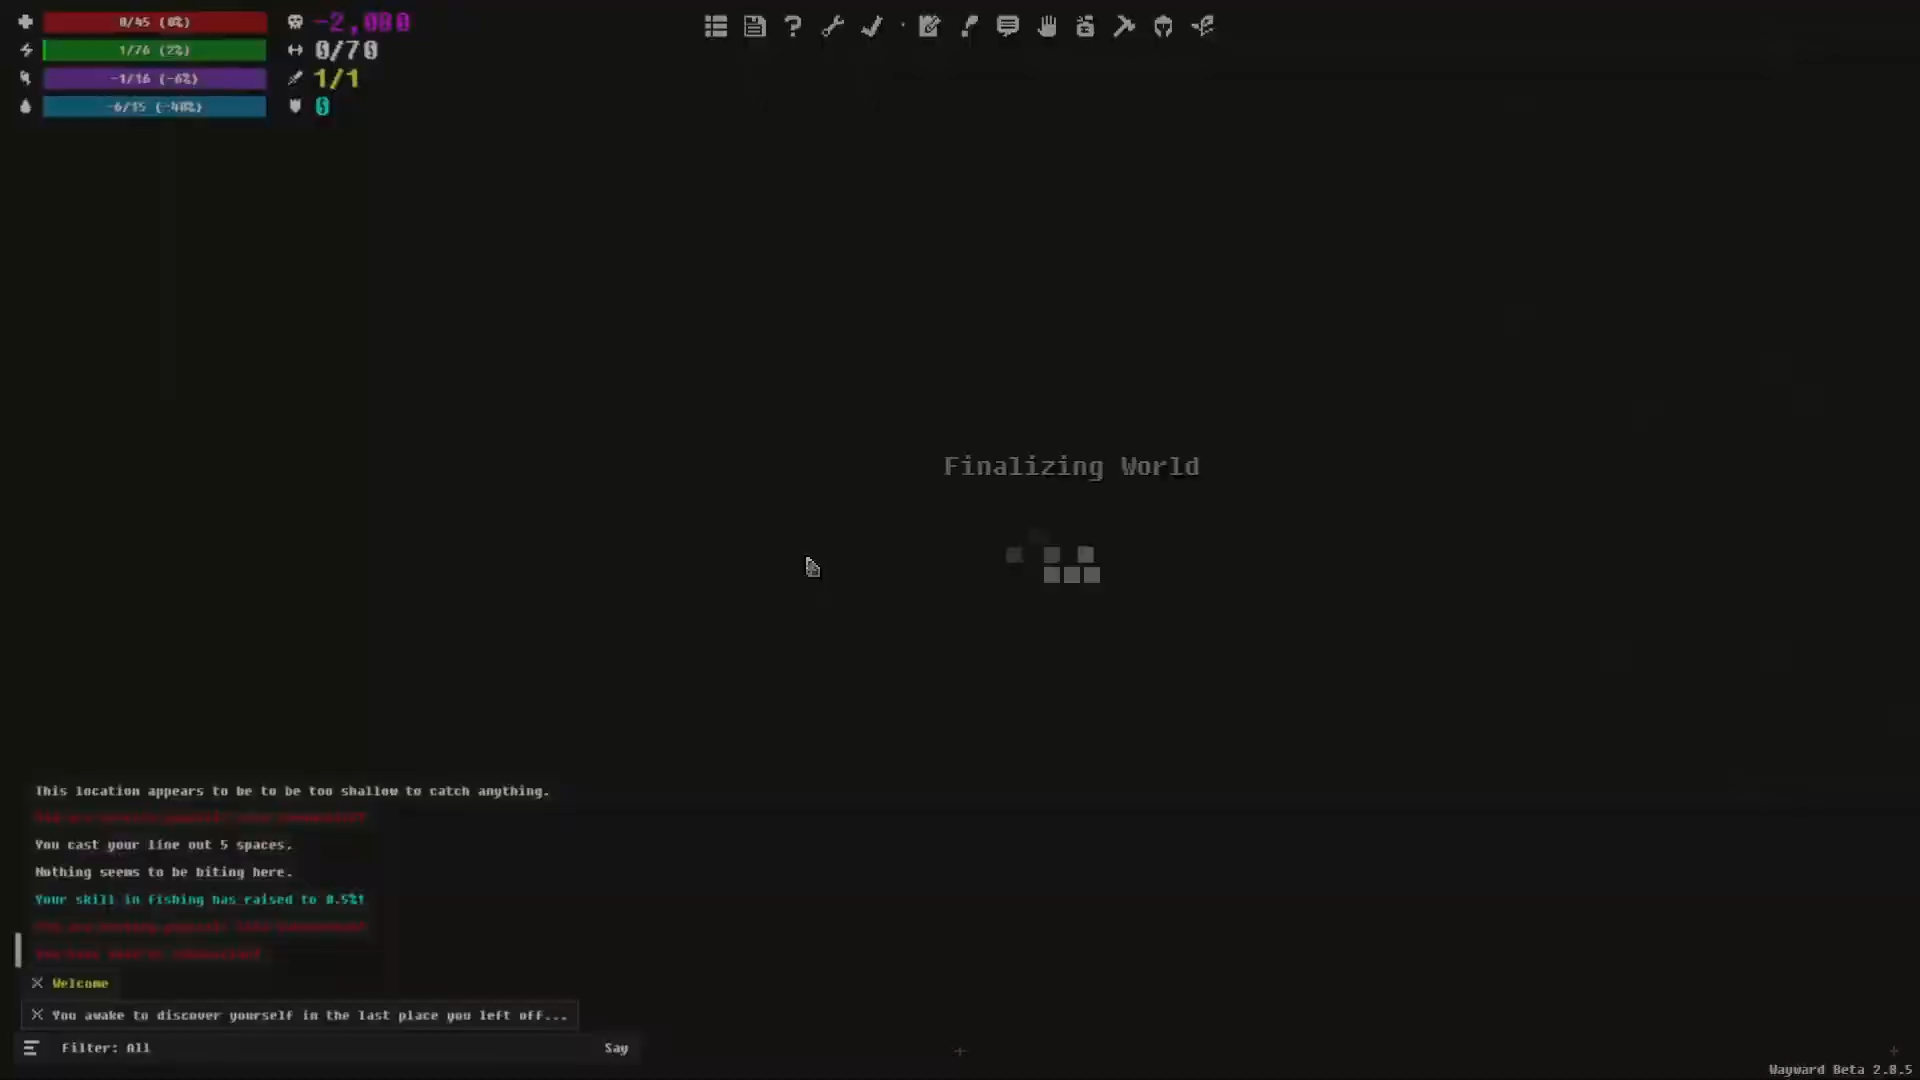 0/45 (0%)
-2,080
1/76 (2%)
0/70
-1/16 (-6%)
1/1
-6/15 (-40%)
0
Finalizing World
This location appears to be to be too shallow to catch anything.
You cast your line out 5 spaces.
Nothing seems to be biting here.
Your skill in fishing has raised to 0.5%!
Welcome
You awake to discover yourself in the last place you left off...
Filter: All
Say
Wayward Beta 2.8.5